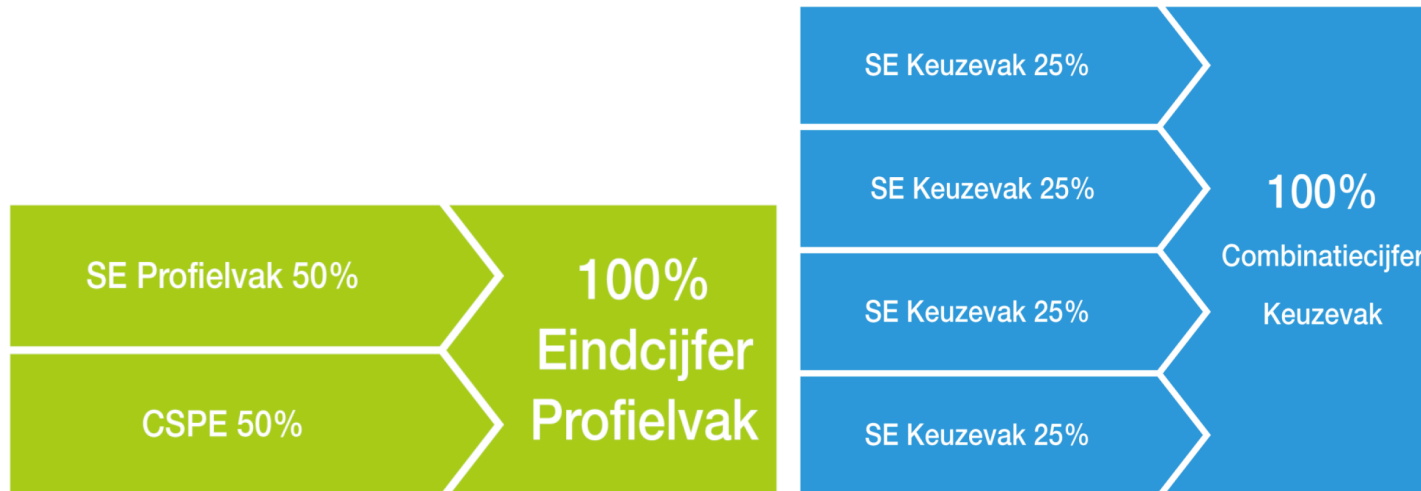 SE Profielvak 50%
CSPE 50%
100%
Eindcijfer
Profielvak
SE Keuzevak 25%
SE Keuzevak 25%
SE Keuzevak 25%
SE Keuzevak 25%
100%
Combinatiecijfer
Keuzevak